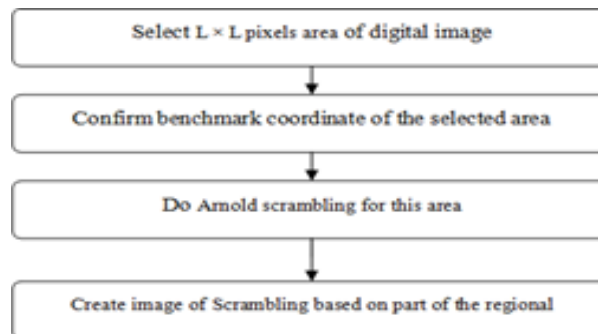 Select L × L pixels area of digital image
Confirm benchmark coordinate of the selected area
Do Arnold scrambling for this area
Create image of Scrambling based on part of the regional